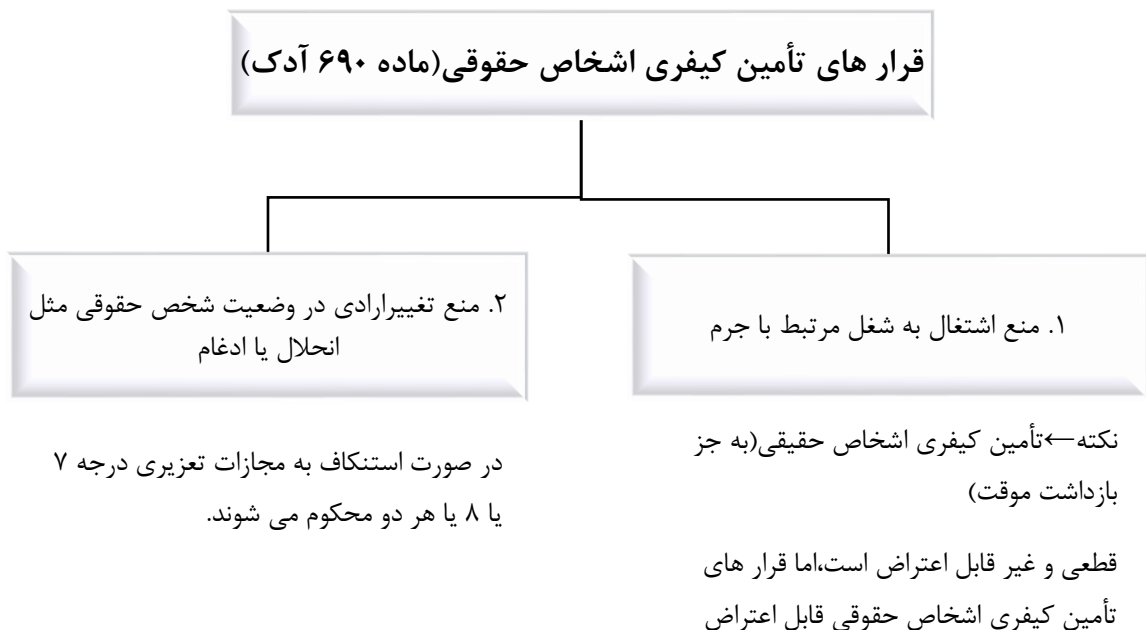 قرار های تأمین کیفری اشخاص حقوقی(ماده ۶۹۰ آدک)
۱. منع اشتغال به شغل مرتبط با جرم
نکته←تأمین کیفری اشخاص حقیقی(به جز
بازداشت موقت)
قطعی و غیر قابل اعتراض است،اما قرار های
تأمین کیفری اشخاص حقوقی قابل اعتراض
۲. منع تغییرارادی در وضعیت شخص حقوقی مثل
انحلال یا ادغام
در صورت استنکاف به مجازات تعزیری درجه ۷
یا ۸ یا هر دو محکوم می شوند.